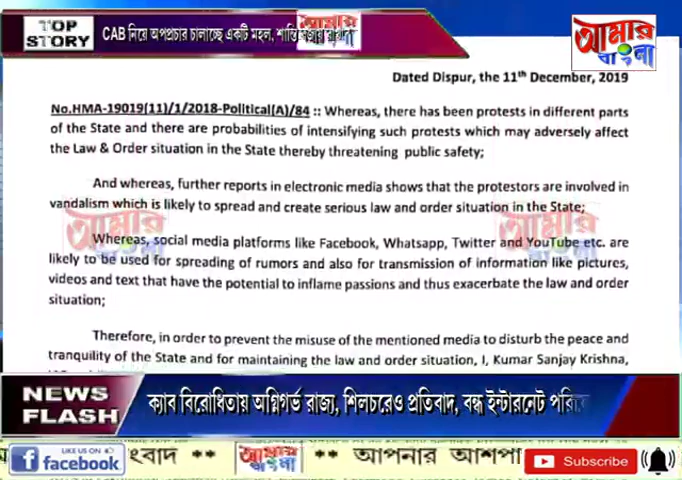 TOP
STORY
CAB নিয়ে অপপ্রচার চালাচ্ছে একটি মহল, শান্তি বজায়
আমার
বাংলা
Dated Dispur, the 11th December, 2019
No.HMA-19019(11)/1/2018-Political(A)/84 :: Whereas, there has been protests in different parts
of the State and there are probabilities of intensifying such protests which may adversely affect
the Law & Order situation in the State thereby threatening public safety;
And whereas, further reports in electronic media shows that the protestors are involved in
vandalism which is likely to spread and create serious law and order situation in the State;
Whereas, social media platforms like Facebook, Whatsapp, Twitter and YouTube etc. are
likely to be used for spreading of rumors and also for transmission of information like pictures,
videos and text that have the potential to inflame passions and thus exacerbate the law and order
situation;
Therefore, in order to prevent the misuse of the mentioned media to disturb the peace and
tranquility of the State and for maintaining the law and order situation, I, Kumar Sanjay Krishna,
NEWS
FLASH
ক্যাব বিরোধিতায় অগ্নিগর্ভ রাজ্য, শিলচরেও প্রতিবাদ, বন্ধ ইন্টারনেট
LIKE US ON
facebook
ংবাদ ** আমার বাংলা ** আপনার আশপা
Subscribe